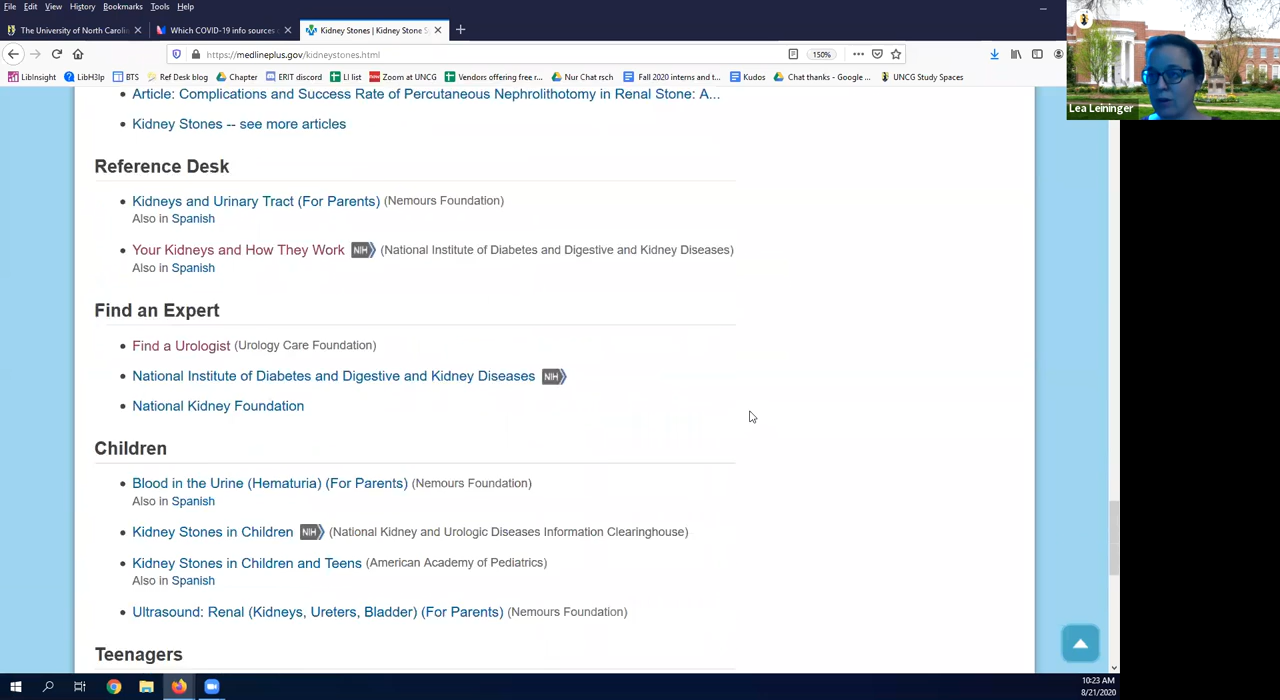 File Edit View History Bookmarks Tools Help
The University of North Caroli
Which COVID-19 info sources
Kidney Stones | Kidney Stone S
https://medlineplus.gov/kidneystones.html
150%
LibInsight LibH3lp BTS Ref Desk blog Chapter ERIT discord LI list Zoom at UNCG Vendors offering free r... Nur Chat rsch Fall 2020 interns and t... Kudos Chat thanks - Google ... UNCG Study Spaces
Lea Leininger
• Article: Complications and Success Rate of Percutaneous Nephrolithotomy in Renal Stone: A...
• Kidney Stones -- see more articles
Reference Desk
• Kidneys and Urinary Tract (For Parents) (Nemours Foundation)
Also in Spanish
• Your Kidneys and How They Work NIH (National Institute of Diabetes and Digestive and Kidney Diseases)
Also in Spanish
Find an Expert
• Find a Urologist (Urology Care Foundation)
• National Institute of Diabetes and Digestive and Kidney Diseases NIH
• National Kidney Foundation
Children
• Blood in the Urine (Hematuria) (For Parents) (Nemours Foundation)
Also in Spanish
• Kidney Stones in Children NIH (National Kidney and Urologic Diseases Information Clearinghouse)
• Kidney Stones in Children and Teens (American Academy of Pediatrics)
Also in Spanish
• Ultrasound: Renal (Kidneys, Ureters, Bladder) (For Parents) (Nemours Foundation)
Teenagers
10:23 AM
8/21/2020